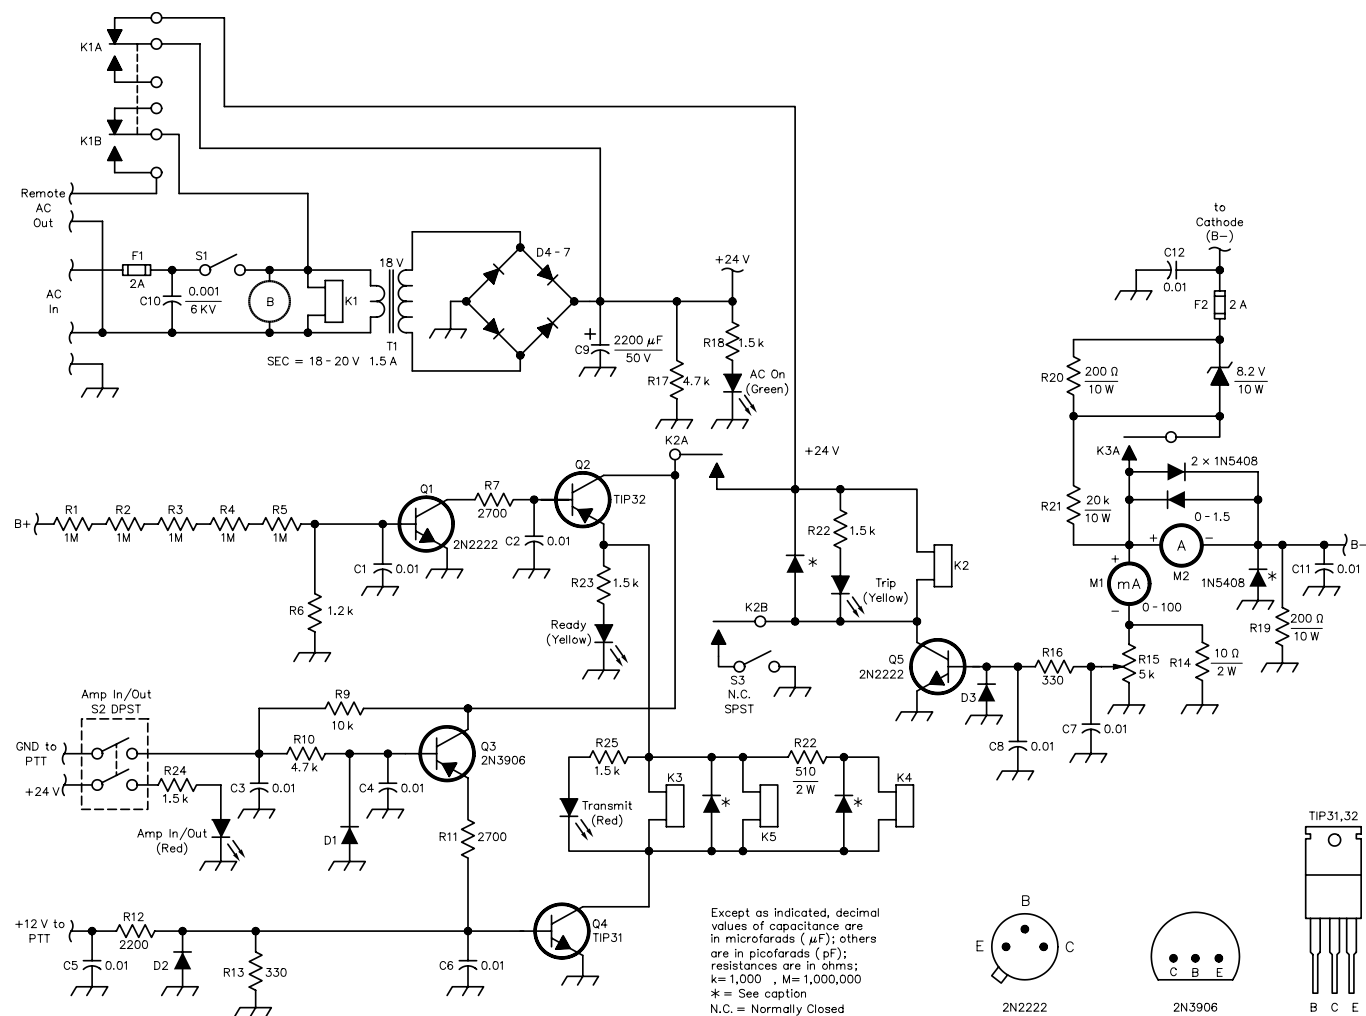 K1A
K1B
Remote
AC
Out
F1
2A
S1
AC
In
C10
0.001
6 KV
B
K1
18 V
T1
SEC = 18-20 V 1.5 A
D4-7
+
C9
2200 µF
50 V
R17
4.7 k
+24 V
R18
1.5 k
AC On
(Green)
to
Cathode
(B-)
C12
0.01
F2
2 A
R20
200 Ω
10 W
8.2 V
10 W
K3A
2 x 1N5408
R21
20 k
10 W
0-1.5
+
A
-
M2
B-
1N5408
*
C11
0.01
+
M1
mA
-
0-100
R19
200 Ω
10 W
R15
5 k
R14
10 Ω
2 W
B+
R1
1M
R2
1M
R3
1M
R4
1M
R5
1M
R6
1.2 k
C1
0.01
Q1
2N2222
R7
2700
C2
0.01
Q2
TIP32
R23
1.5 k
Ready
(Yellow)
K2A
+24 V
*
R22
1.5 k
Trip
(Yellow)
K2
K2B
S3
N.C.
SPST
Q5
2N2222
D3
C8
0.01
R16
330
C7
0.01
Amp In/Out
S2 DPST
GND to
PTT
+24 V
R24
1.5 k
Amp In/Out
(Red)
R9
10 k
R10
4.7 k
C3
0.01
D1
C4
0.01
Q3
2N3906
R11
2700
R25
1.5 k
Transmit
(Red)
K3
*
K5
R22
510
2 W
*
K4
+12 V to
PTT
R12
2200
C5
0.01
D2
R13
330
C6
0.01
Q4
TIP31
Except as indicated, decimal
values of capacitance are
in microfarads ( µF); others
are in picofarads ( pF);
resistances are in ohms;
k=1,000 , M=1,000,000
* = See caption
N.C. = Normally Closed
B
E
C
2N2222
C B E
2N3906
TIP31,32
B C E